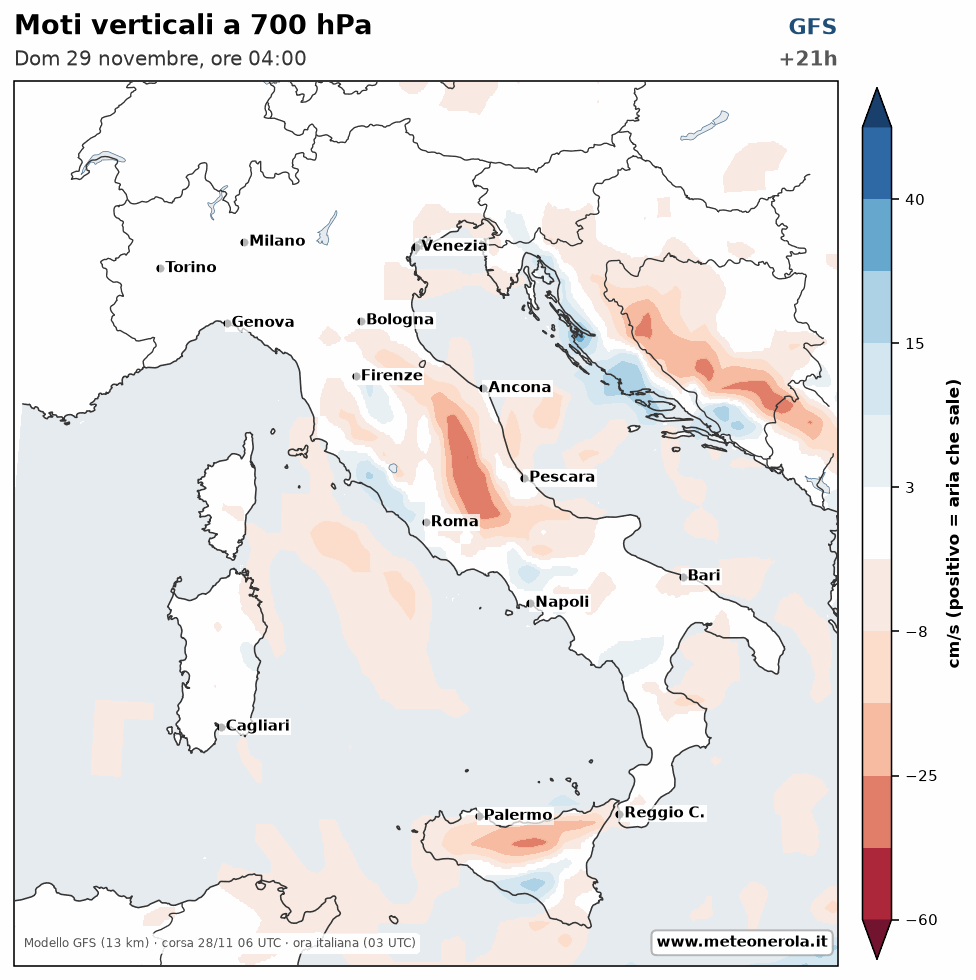 Moti verticali a 700 hPa
GFS
Dom 29 novembre, ore 04:00
+21h
Milano
Venezia
Torino
Genova
Bologna
Firenze
Ancona
Pescara
Roma
Bari
Napoli
Cagliari
Palermo
Reggio C.
40
15
3
−8
−25
−60
cm/s (positivo = aria che sale)
Modello GFS (13 km) · corsa 28/11 06 UTC · ora italiana (03 UTC)
www.meteonerola.it